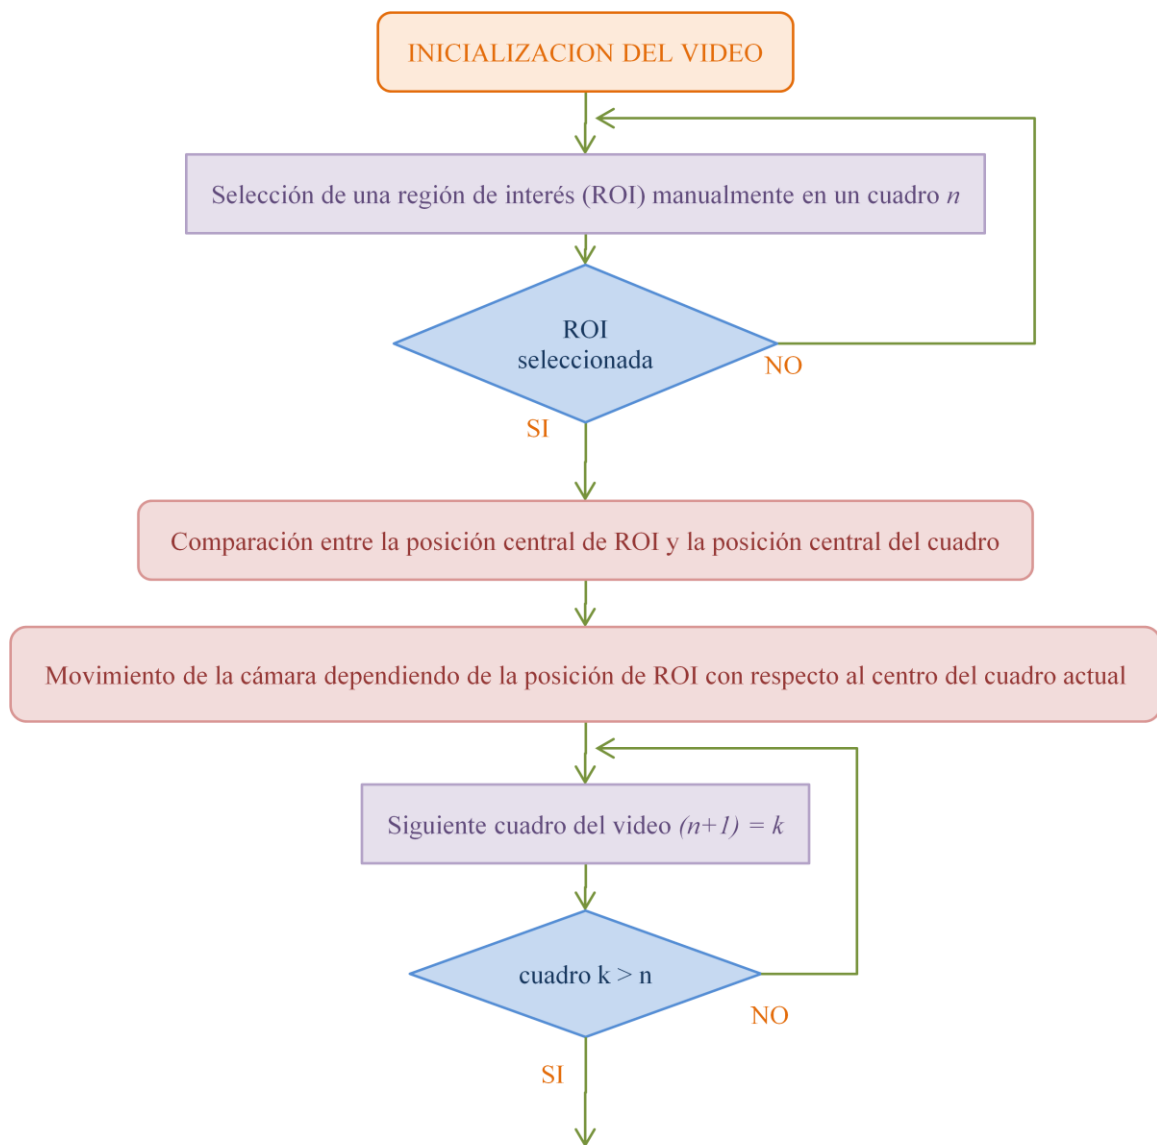 INICIALIZACION DEL VIDEO
Selección de una región de interés (ROI) manualmente en un cuadro n
ROI
seleccionada
NO
SI
Comparación entre la posición central de ROI y la posición central del cuadro
Movimiento de la cámara dependiendo de la posición de ROI con respecto al centro del cuadro actual
Siguiente cuadro del video (n+1) = k
cuadro k > n
NO
SI